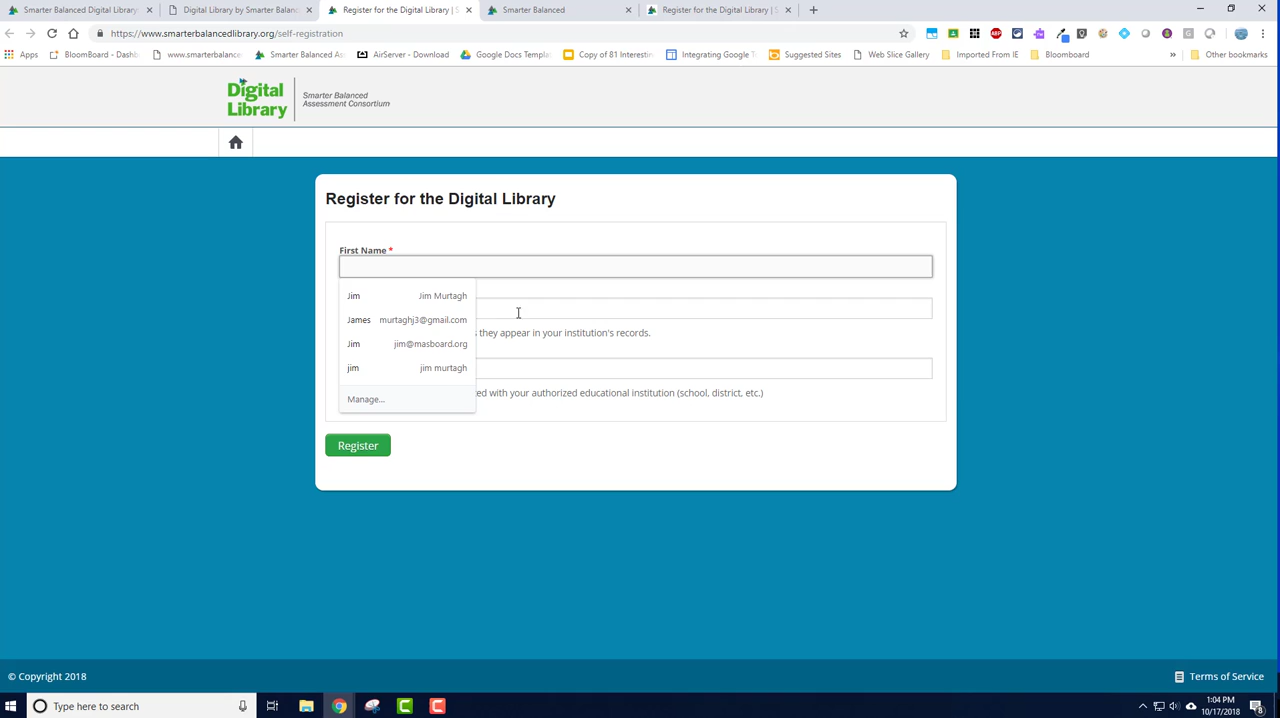 Smarter Balanced Digital Library
Digital Library by Smarter Balanc
Register for the Digital Library | S
Smarter Balanced
Register for the Digital Library | S
https://www.smarterbalancedlibrary.org/self-registration
Apps
BloomBoard - Dashb
www.smarterbalance
Smarter Balanced Ass
AirServer - Download
Google Docs Templa
Copy of 81 Interestin
Integrating Google T
Suggested Sites
Web Slice Gallery
Imported From IE
Bloomboard
»
Other bookmarks
Digital
Library
Smarter Balanced
Assessment Consortium
Register for the Digital Library
First Name *
Jim Jim Murtagh
James murtaghj3@gmail.com
Jim jim@masboard.org
jim jim murtagh
Manage...
they appear in your institution's records.
with your authorized educational institution (school, district, etc.)
Register
© Copyright 2018
Terms of Service
Type here to search
1:04 PM
10/17/2018
8